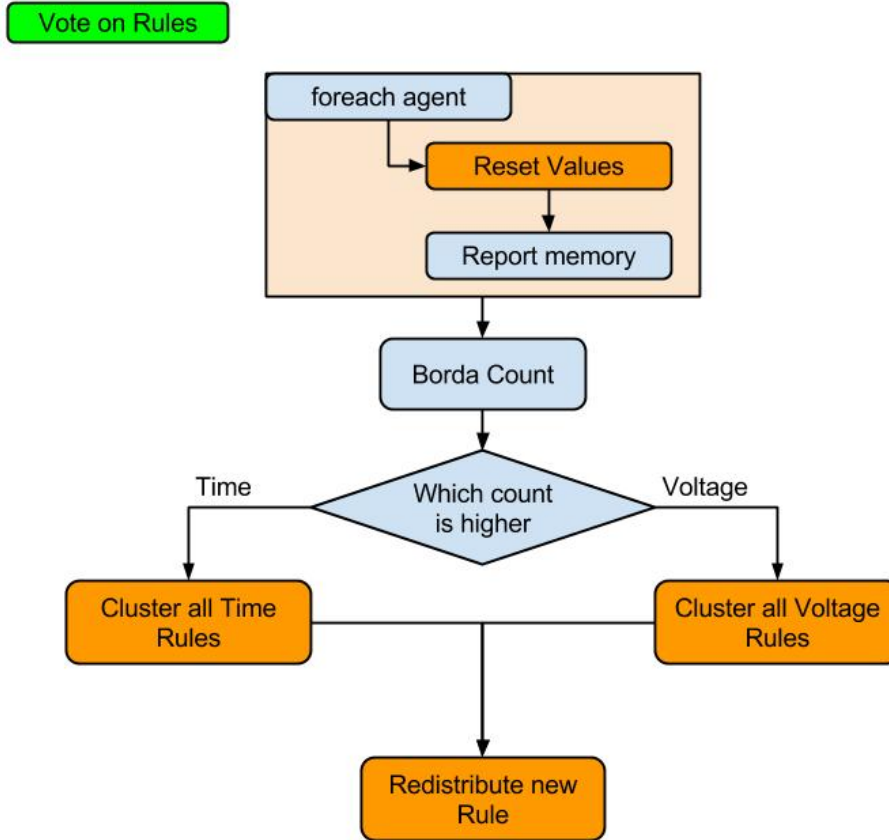 Vote on Rules
foreach agent
Reset Values
Report memory
Borda Count
Which count
is higher
Time
Voltage
Cluster all Time
Rules
Cluster all Voltage
Rules
Redistribute new
Rule